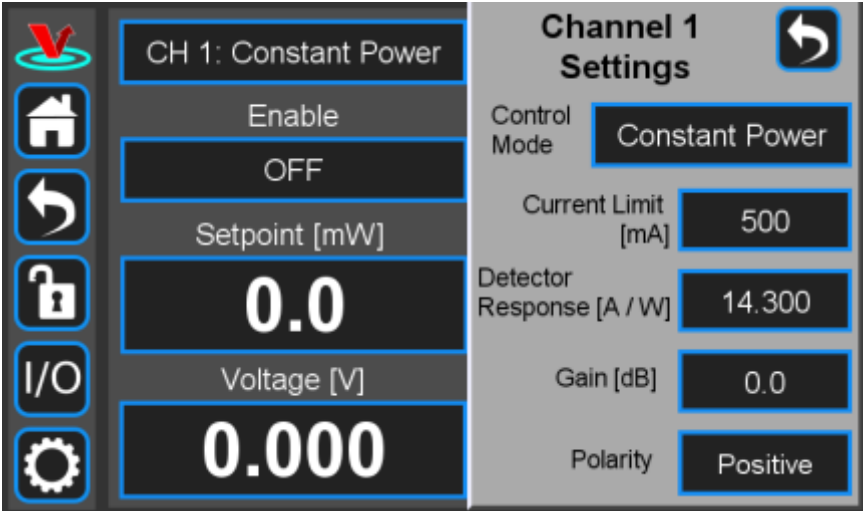 CH 1: Constant Power
Enable
OFF
Setpoint [mW]
0.0
Voltage [V]
0.000
I/O
Channel 1
Settings
Control
Mode
Constant Power
Current Limit
[mA]
500
Detector
Response [A / W]
14.300
Gain [dB]
0.0
Polarity
Positive